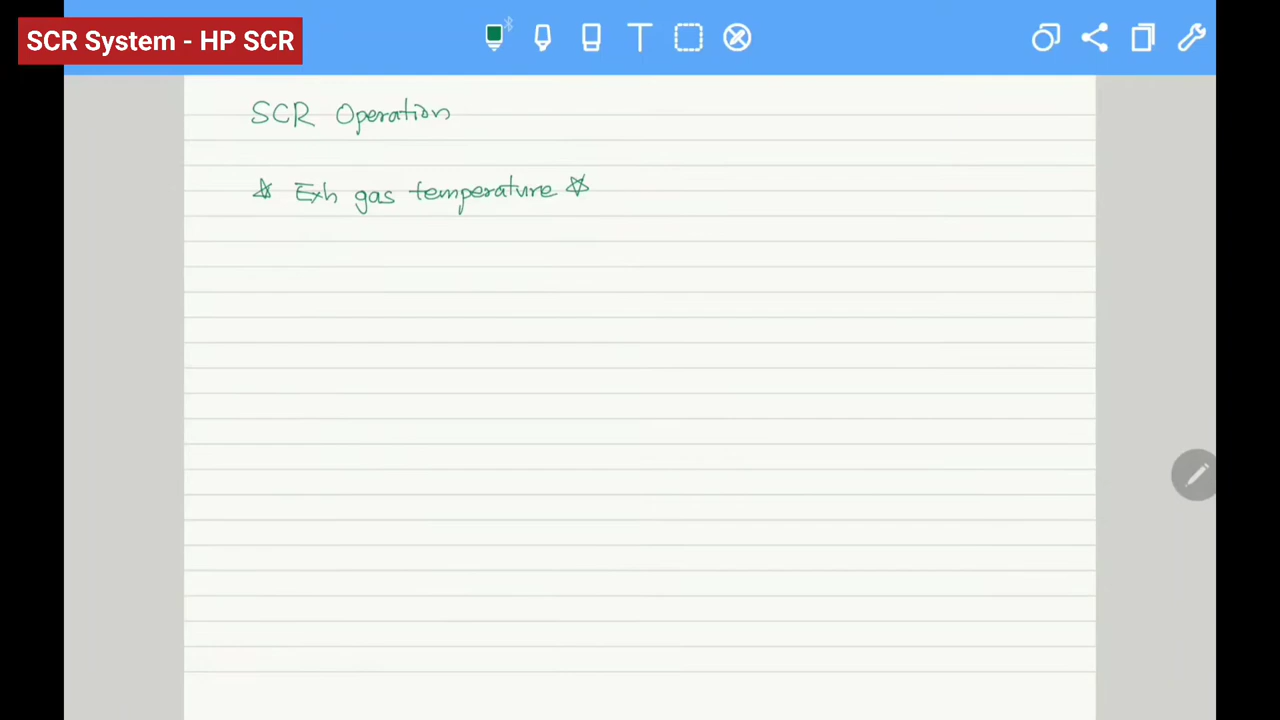 SCR System - HP SCR
SCR Operation
☆ Exh gas temperature ☆